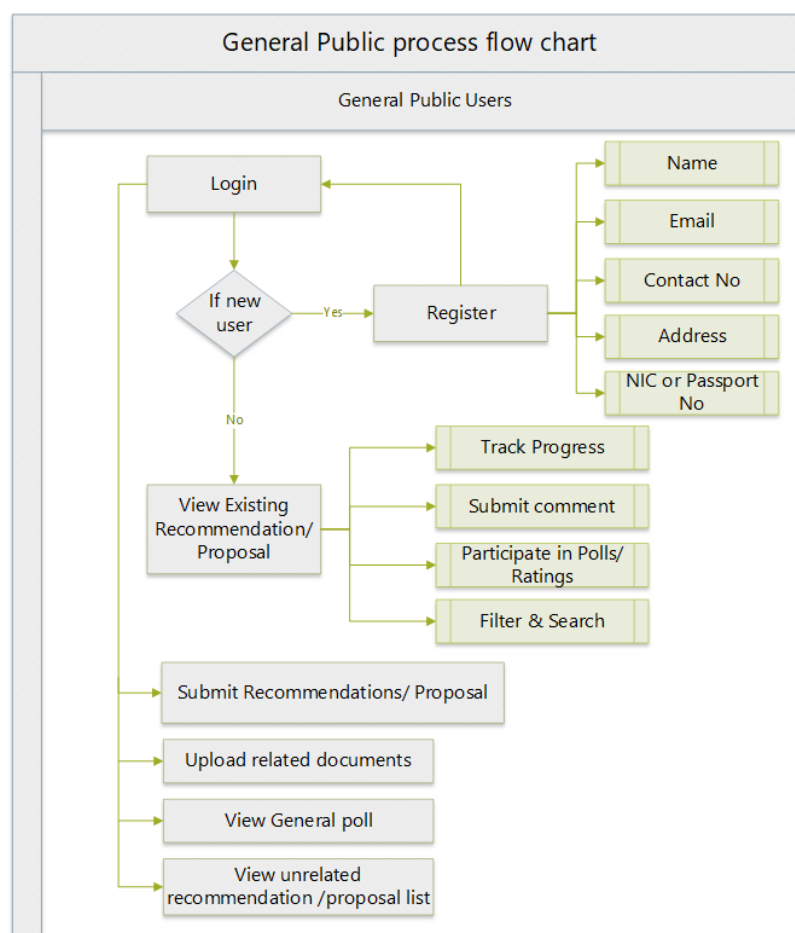 General Public process flow chart
General Public Users
Login
Name
Email
Contact No
Address
NIC or Passport
No
If new
user
Yes
Register
No
View Existing
Recommendation/
Proposal
Track Progress
Submit comment
Participate in Polls/
Ratings
Filter & Search
Submit Recommendations/ Proposal
Upload related documents
View General poll
View unrelated
recommendation /proposal list